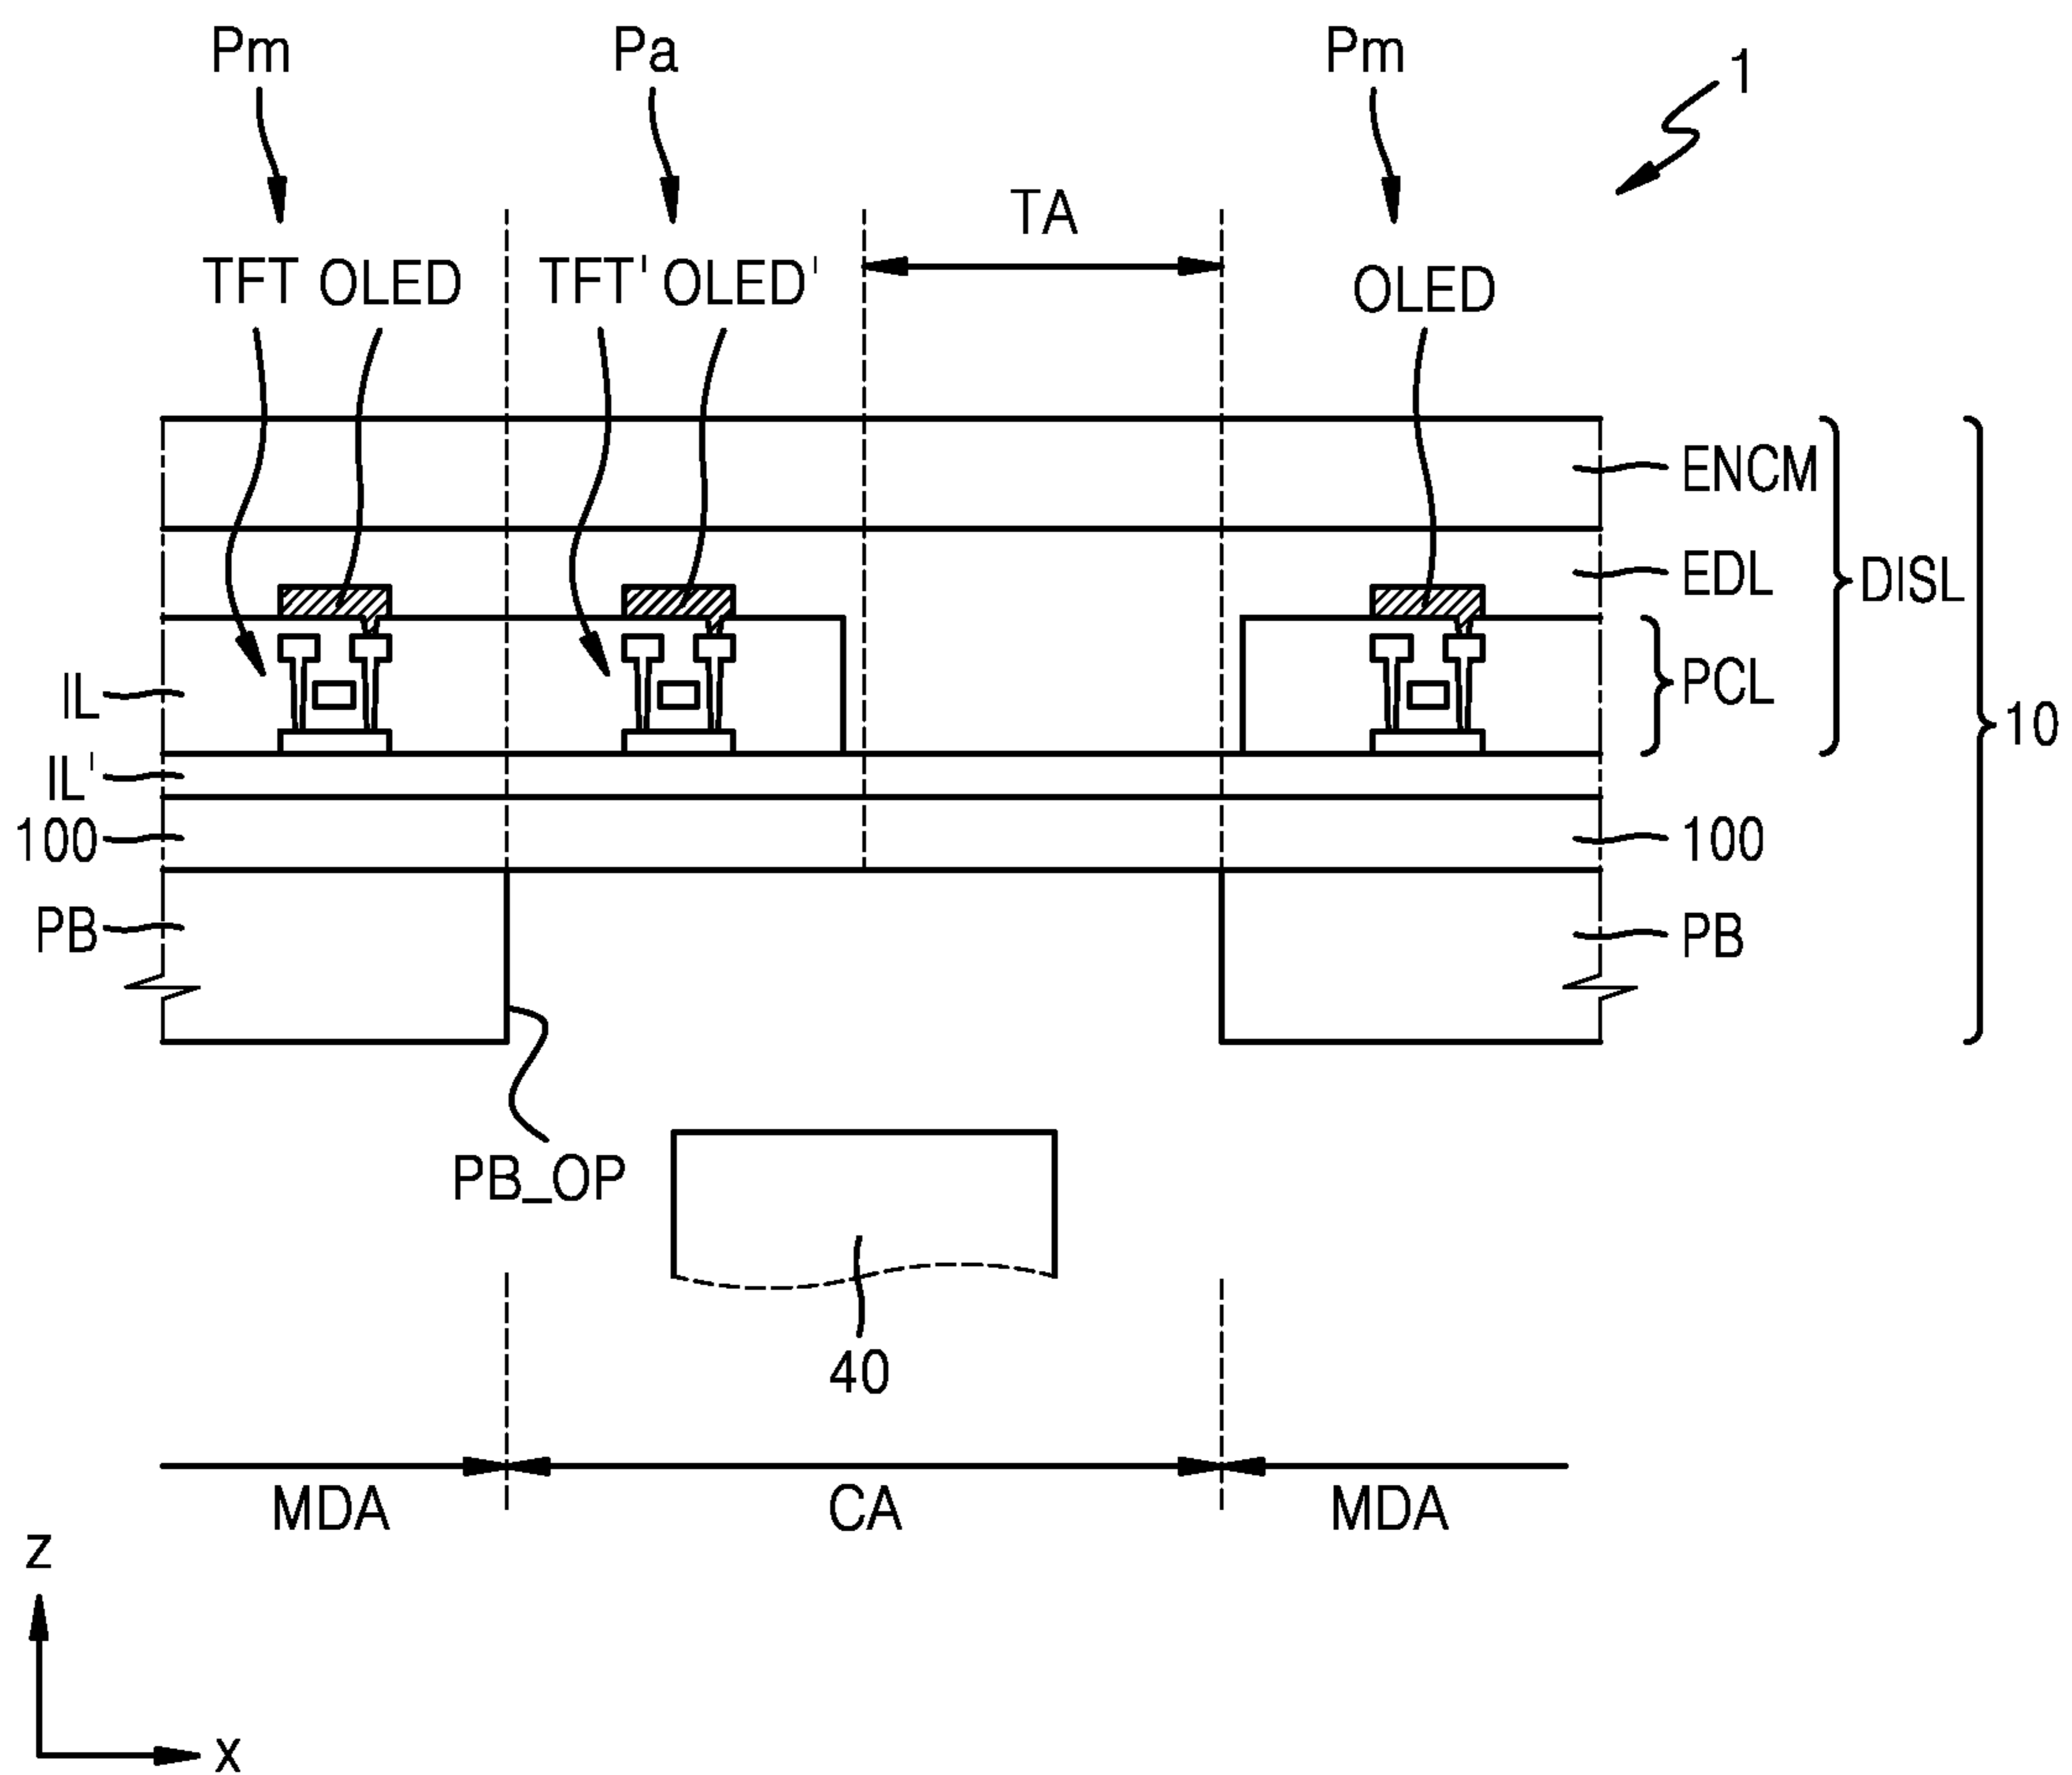 Pm
Pa
Pm
1
TA
TFT OLED
TFT' OLED'
OLED
ENCM
EDL
DISL
PCL
10
IL
IL'
100
100
PB
PB
PB_OP
40
MDA
CA
MDA
z
x